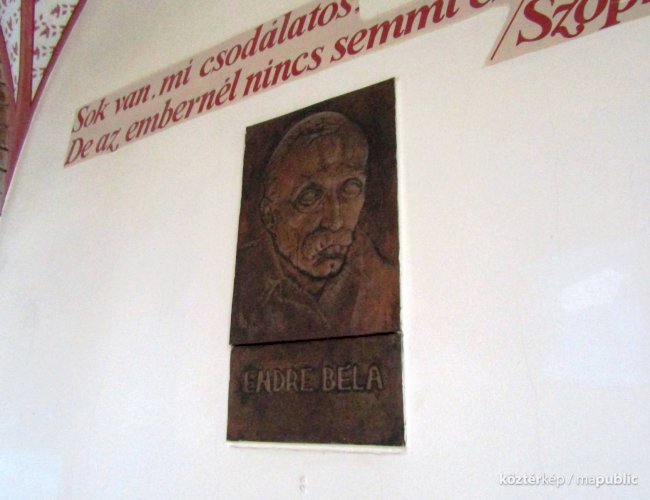 Sok van, mi csodálatos,
De az embernél nincs semmi
/Szop
ENDRE BÉLA
köztérkép / mapublic